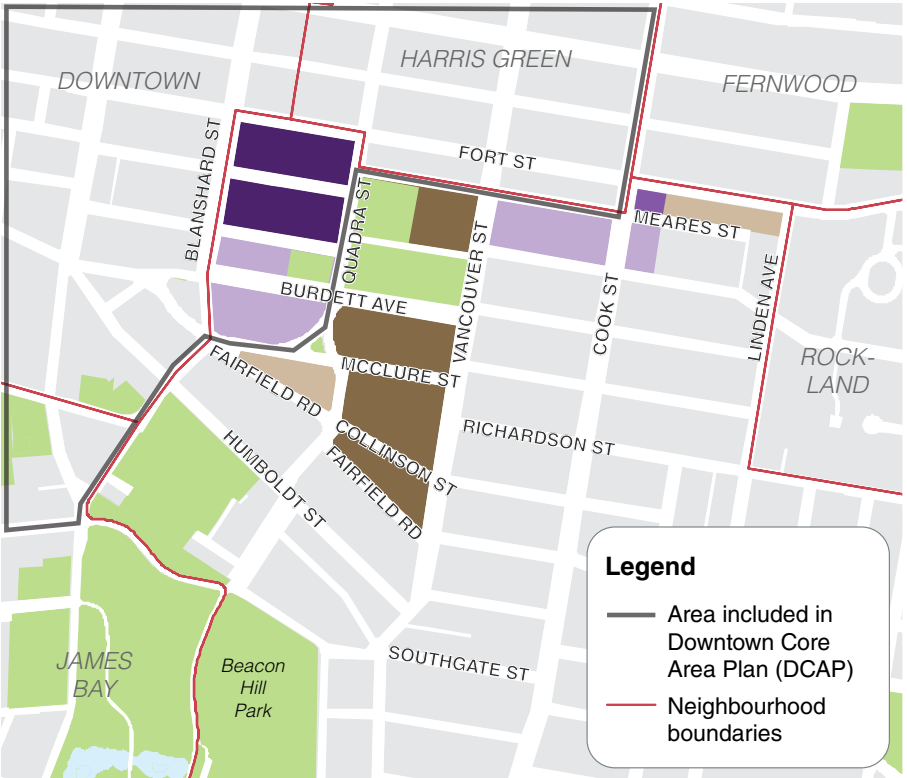 DOWNTOWN
HARRIS GREEN
FERNWOOD
BLANSHARD ST
FORT ST
QUADRA ST
MEARES ST
VANCOUVER ST
BURDETT AVE
COOK ST
LINDEN AVE
MCCLURE ST
FAIRFIELD RD
ROCK-
LAND
COLLINSON ST
RICHARDSON ST
HUMBOLDT ST
FAIRFIELD RD
JAMES
BAY
Beacon
Hill
Park
SOUTHGATE ST
Legend
Area included in
Downtown Core
Area Plan (DCAP)
Neighbourhood
boundaries